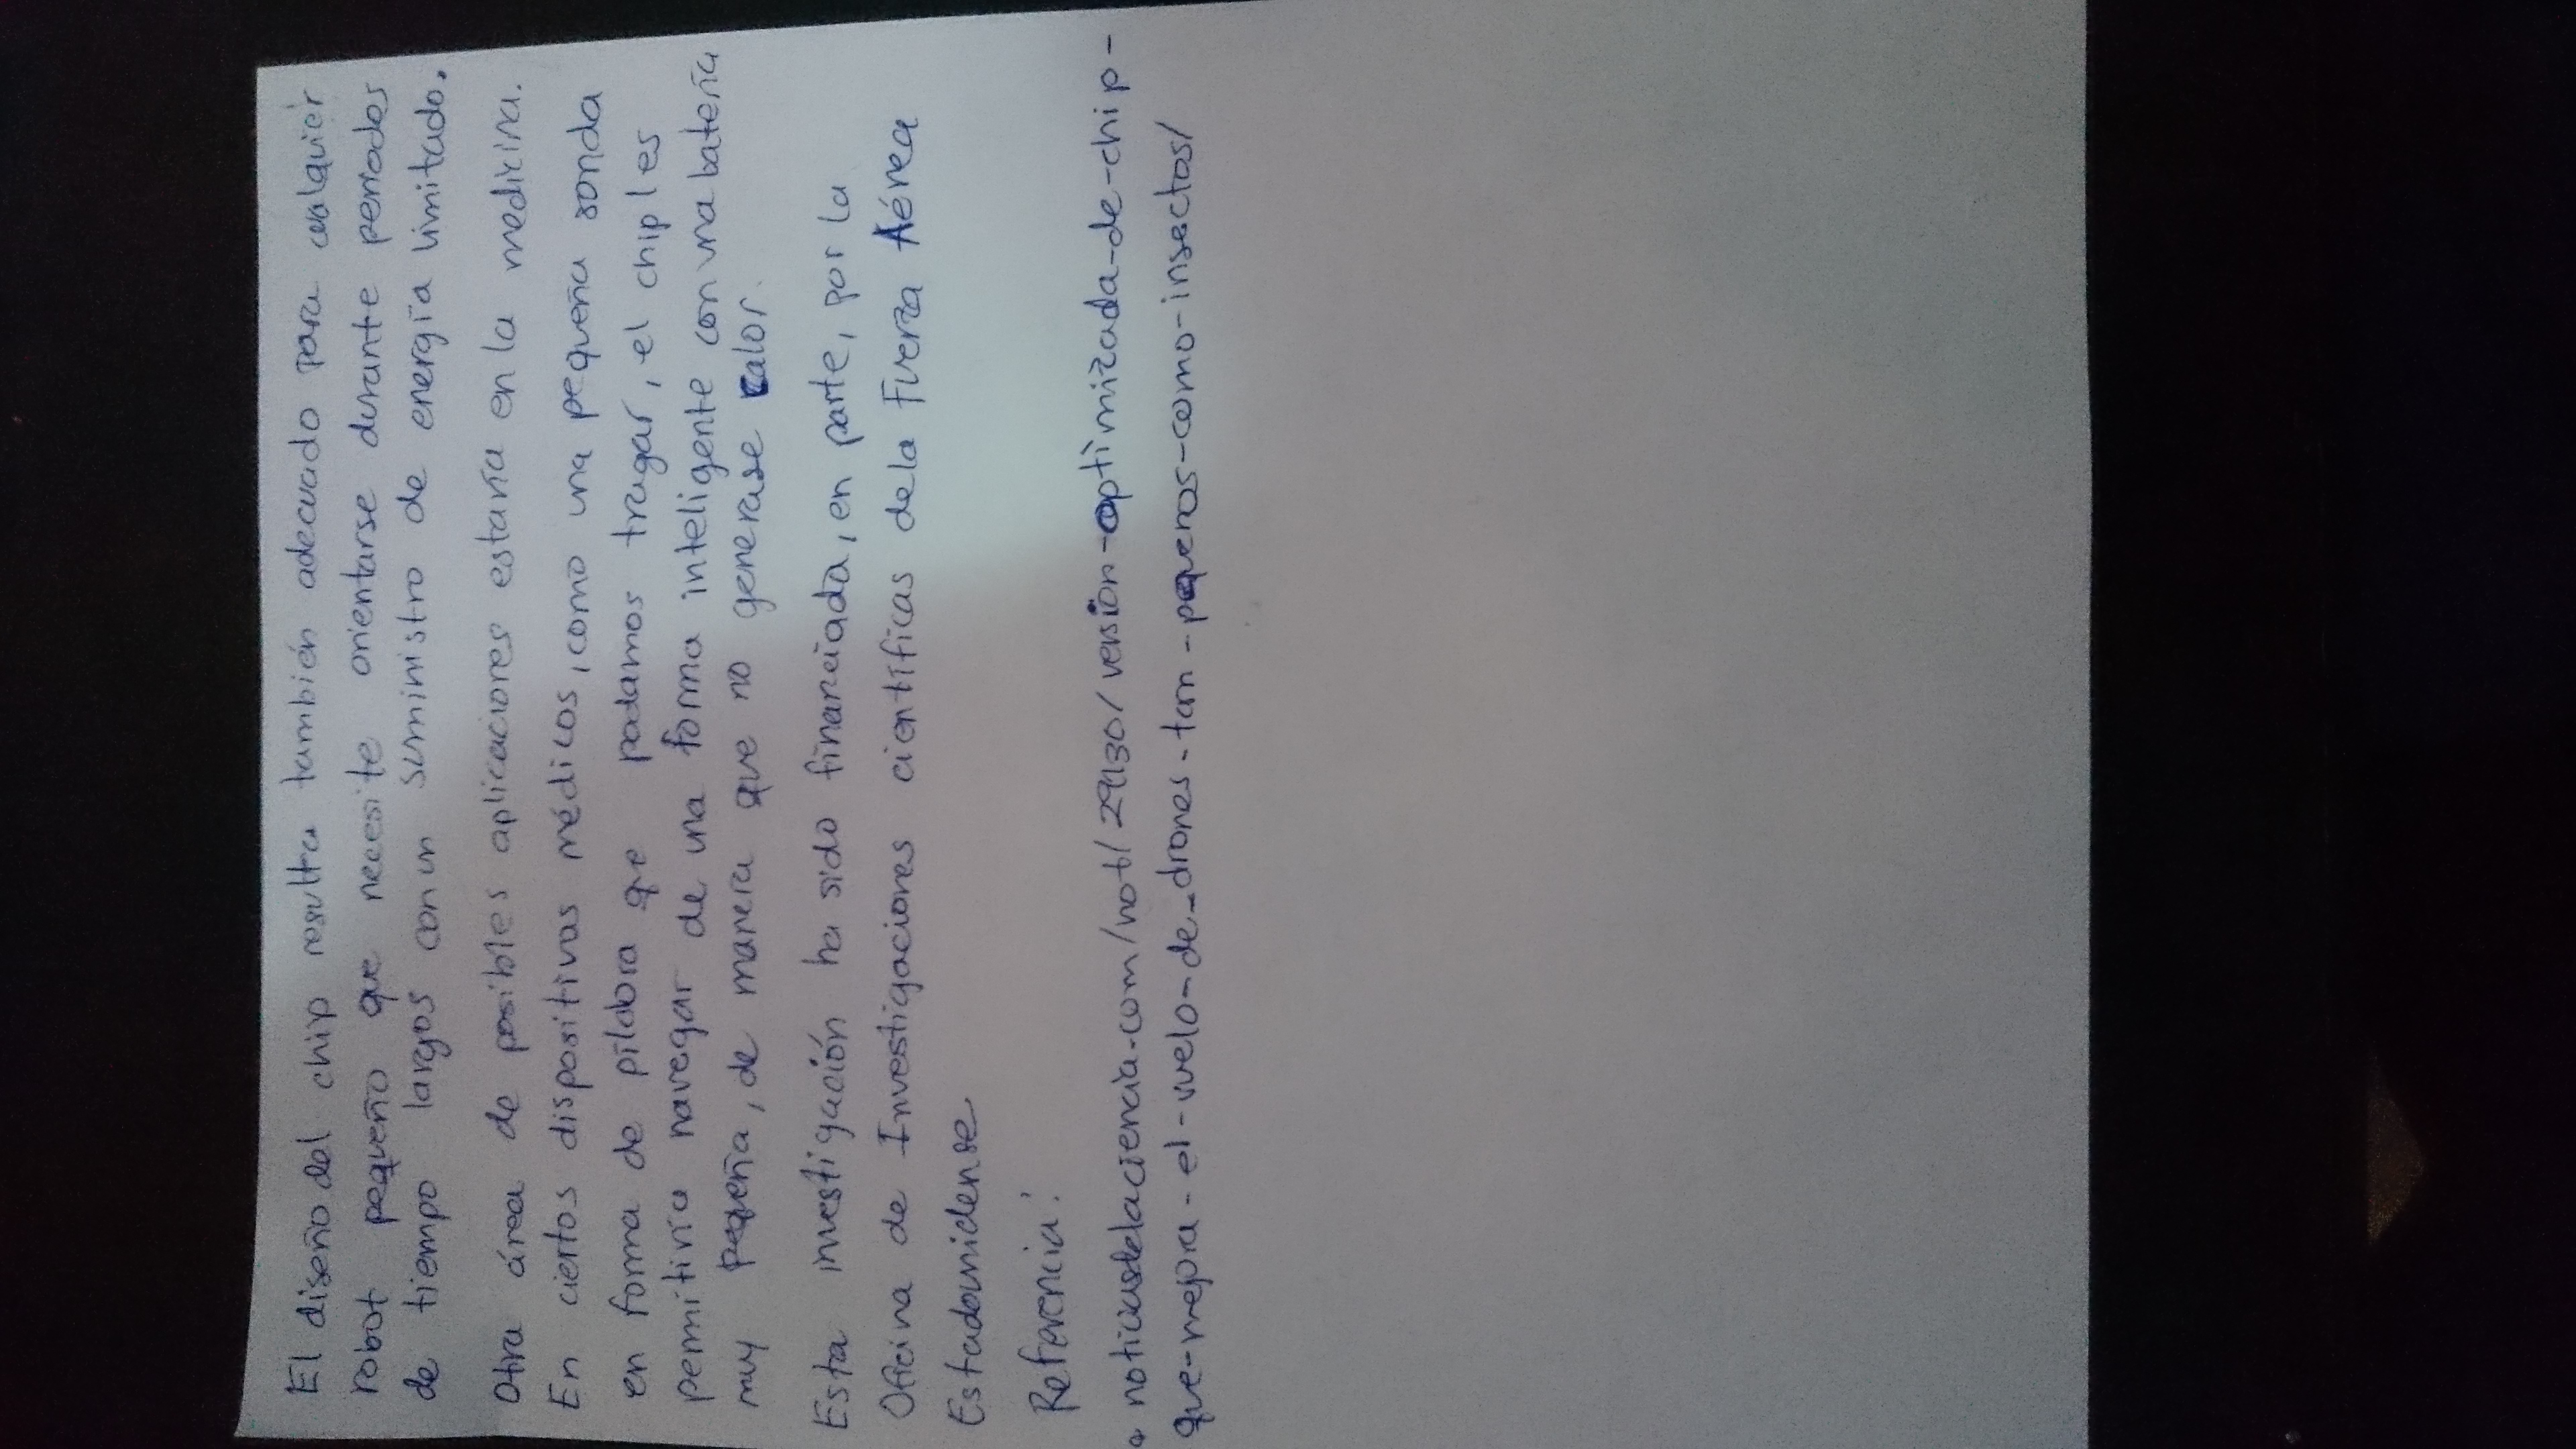 El diseño del chip resulta también adecuado para cualquier
robot pequeño que necesite orientarse durante periodos
de tiempo largos con un suministro de energía limitado.
Otra área de posibles aplicaciones estaría en la medicina.
En ciertos dispositivos médicos, como una pequeña sonda
en forma de píldora que podamos tragar, el chip les
permitiría navegar de una forma inteligente con una batería
muy pequeña, de manera que no generase calor.
Esta investigación ha sido financiada, en parte, por la
Oficina de Investigaciones científicas de la Fuerza Aérea
Estadounidense
Referencia:
noticiasdelaciencia.com/not/29130/version-optimizada-de-chip-
que-mejora-el-vuelo-de-drones-tan-pequenos-como-insectos/